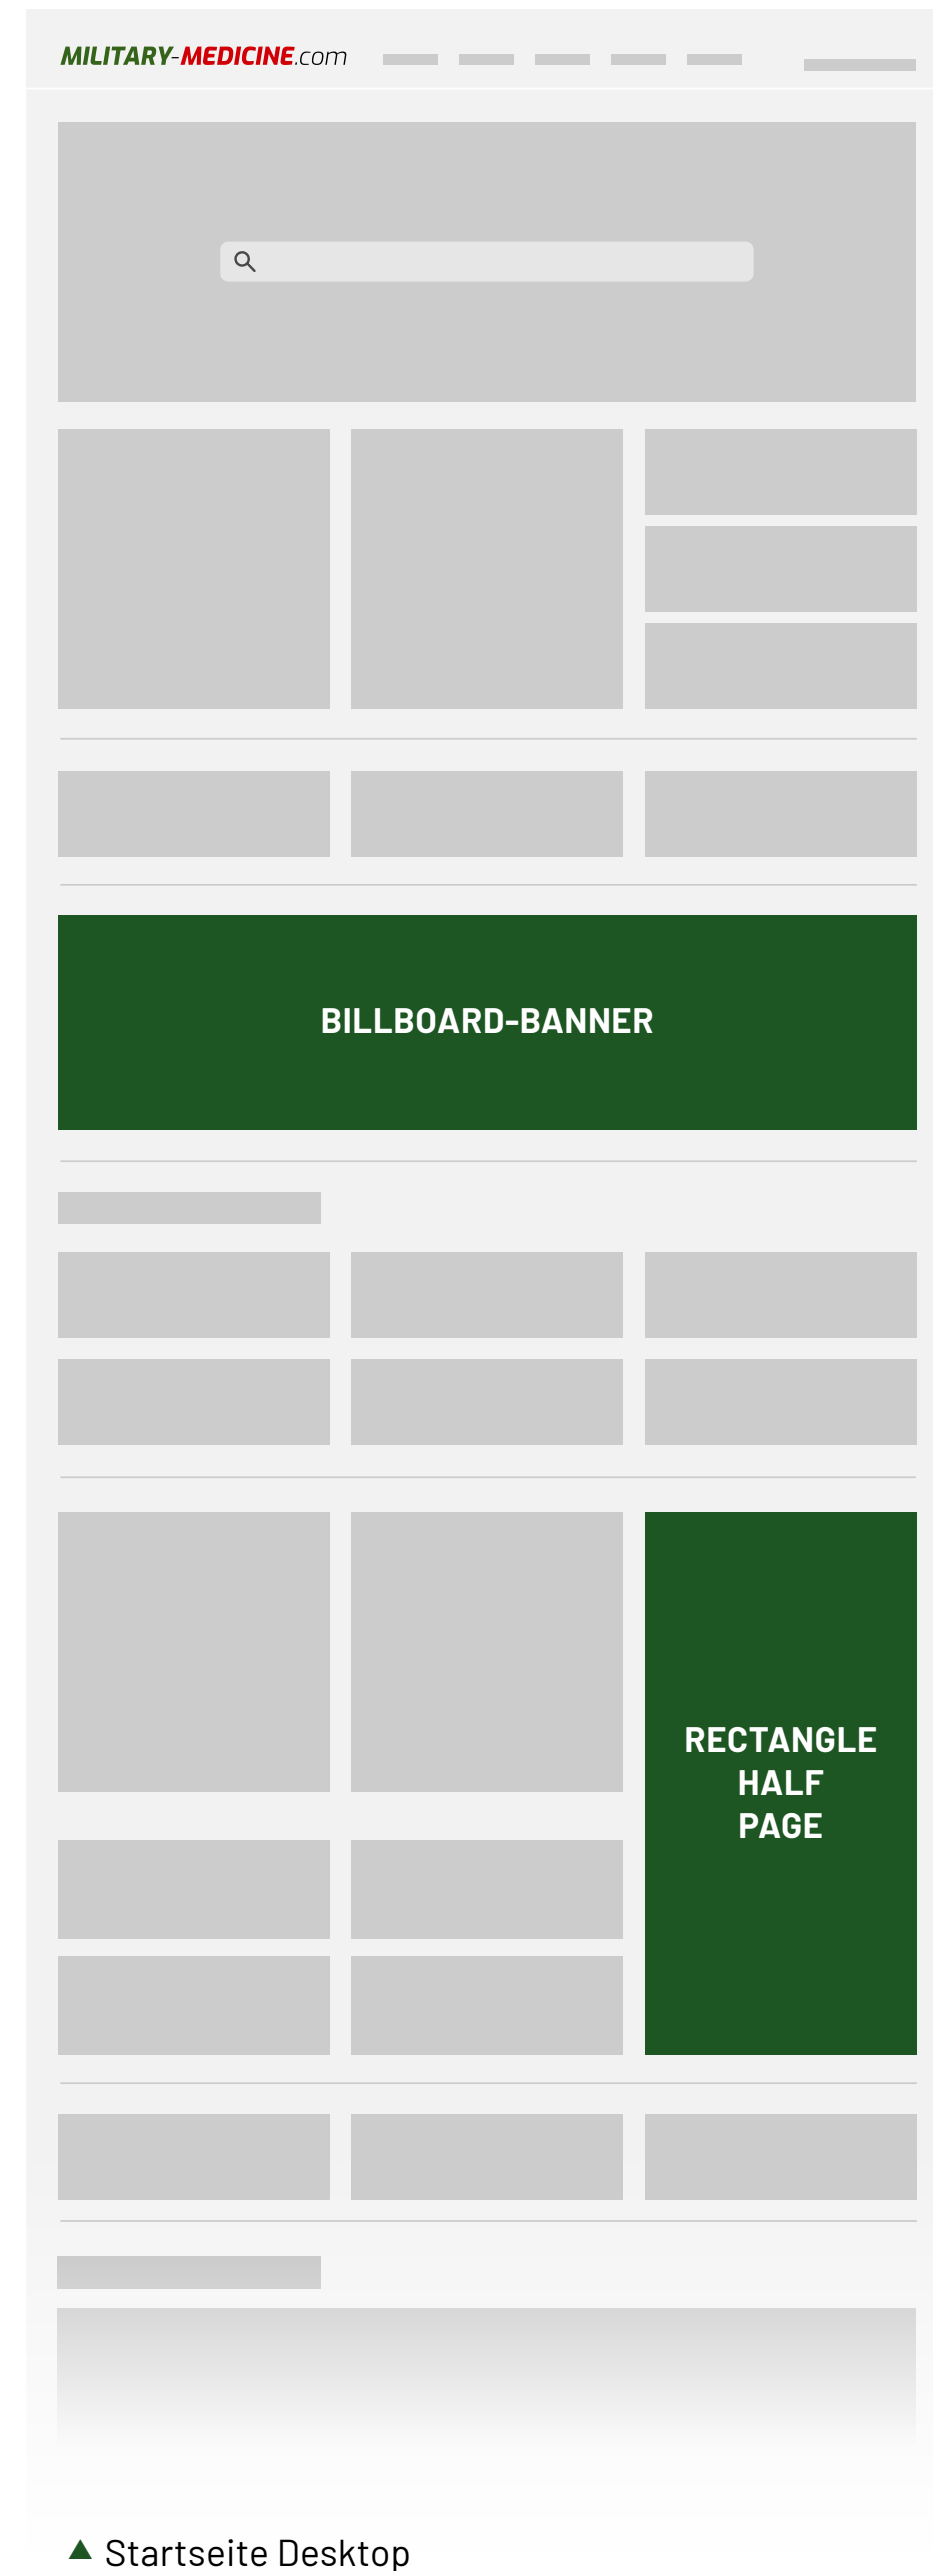 MILITARY-MEDICINE.com
BILLBOARD-BANNER
RECTANGLE
HALF
PAGE
Startseite Desktop